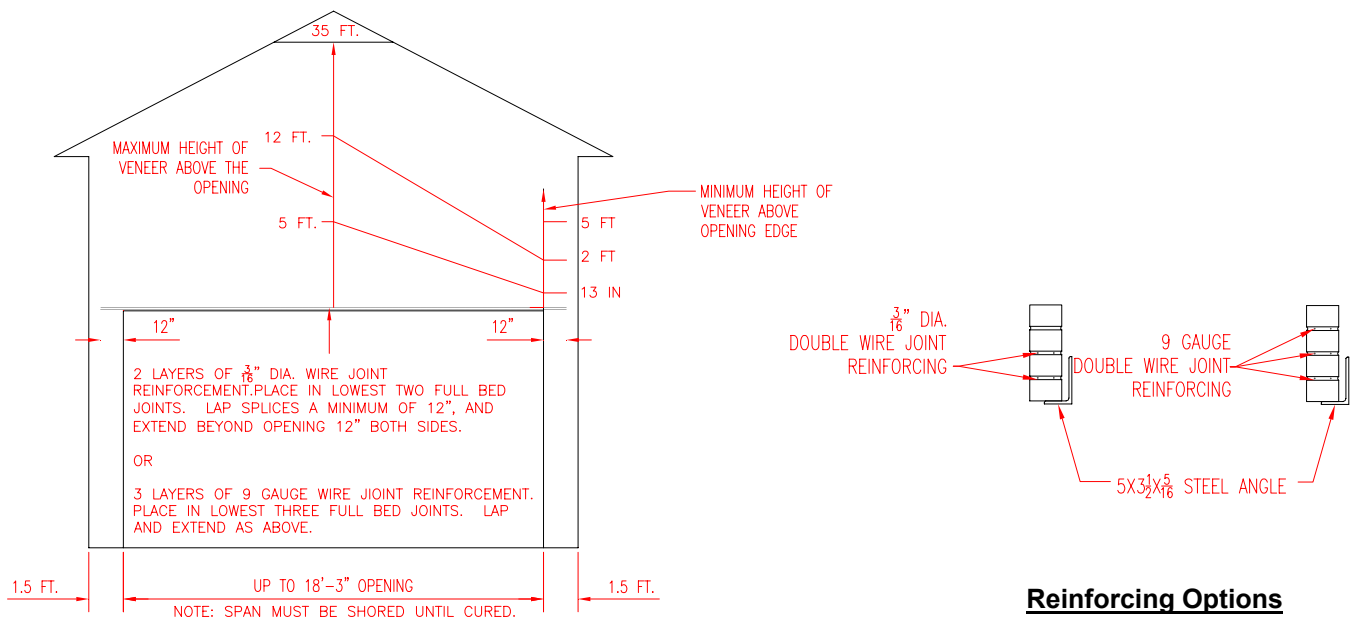 35 FT.
12 FT.
MAXIMUM HEIGHT OF
VENEER ABOVE THE
OPENING
5 FT.
MINIMUM HEIGHT OF
VENEER ABOVE
OPENING EDGE
5 FT
2 FT
13 IN
12"
12"
2 LAYERS OF 3/16" DIA. WIRE JOINT
REINFORCEMENT.PLACE IN LOWEST TWO FULL BED
JOINTS. LAP SPLICES A MINIMUM OF 12", AND
EXTEND BEYOND OPENING 12" BOTH SIDES.
OR
3 LAYERS OF 9 GAUGE WIRE JIOINT REINFORCEMENT.
PLACE IN LOWEST THREE FULL BED JOINTS. LAP
AND EXTEND AS ABOVE.
1.5 FT.
UP TO 18'-3" OPENING
1.5 FT.
NOTE: SPAN MUST BE SHORED UNTIL CURED.
3/16" DIA.
DOUBLE WIRE JOINT
REINFORCING
9 GAUGE
DOUBLE WIRE JOINT
REINFORCING
5X3½X5/16 STEEL ANGLE
Reinforcing Options